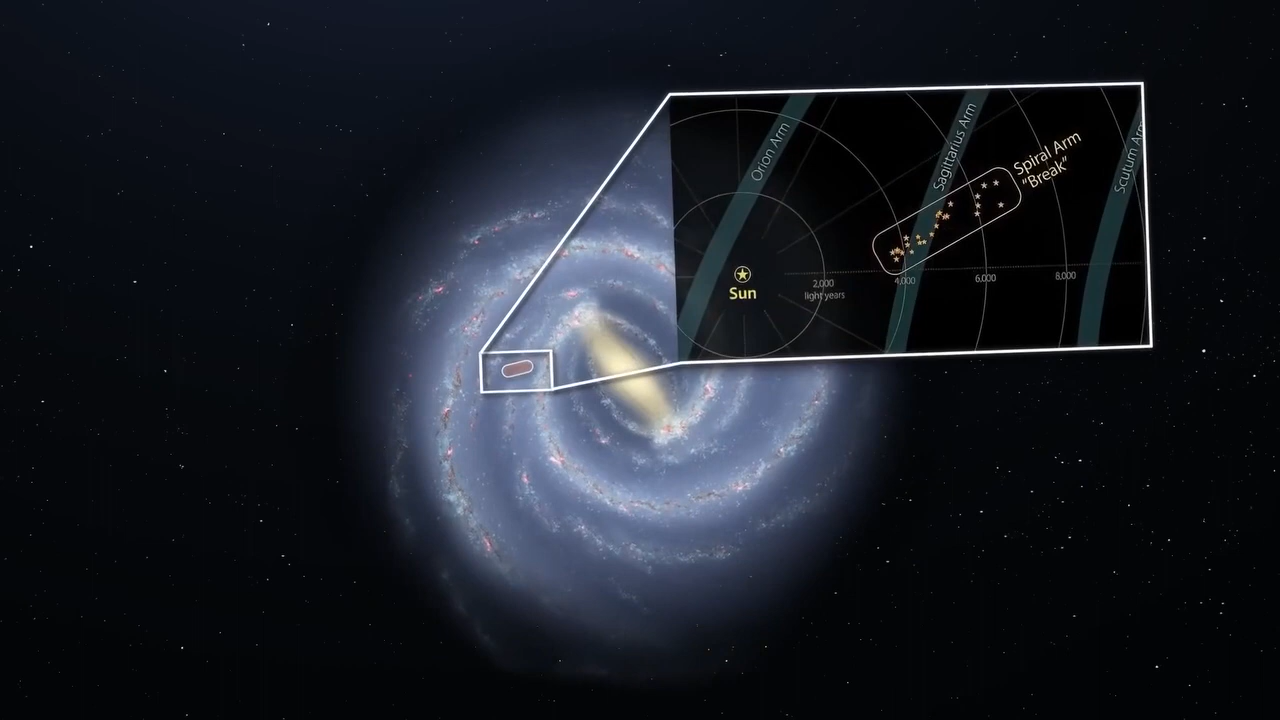 Orion Arm
Sagittarius Arm
Spiral Arm
"Break"
Scutum Arm
Sun
2,000
light years
4,000
6,000
8,000